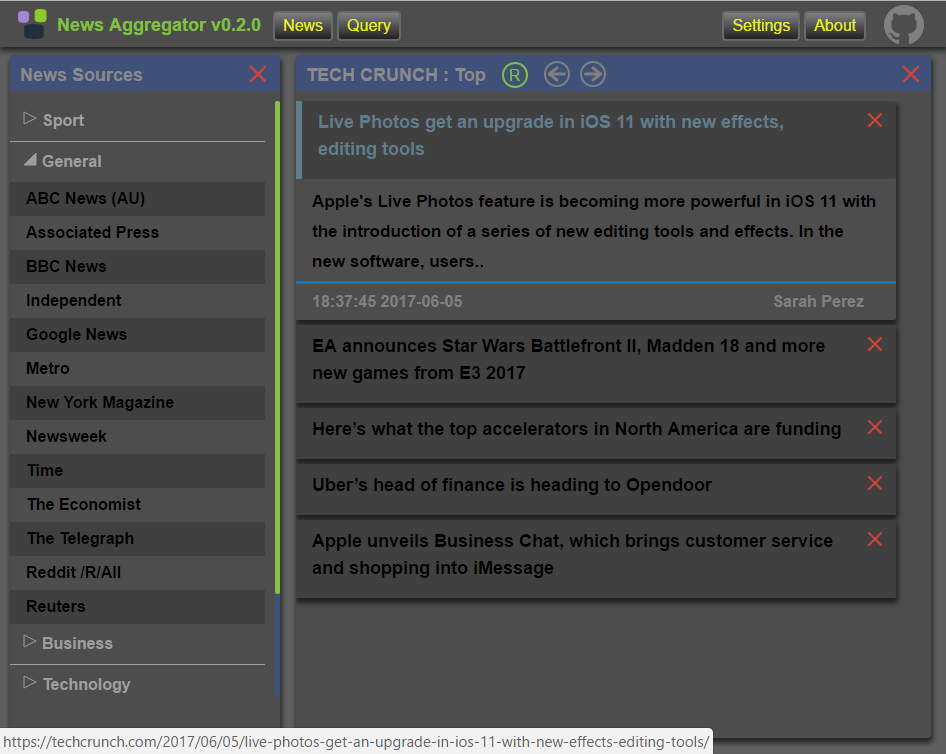 News Aggregator v0.2.0 News Query Settings About
News Sources
Sport
General
ABC News (AU)
Associated Press
BBC News
Independent
Google News
Metro
New York Magazine
Newsweek
Time
The Economist
The Telegraph
Reddit /R/All
Reuters
Business
Technology
TECH CRUNCH : Top R
Live Photos get an upgrade in iOS 11 with new effects,
editing tools
Apple's Live Photos feature is becoming more powerful in iOS 11 with
the introduction of a series of new editing tools and effects. In the
new software, users..
18:37:45 2017-06-05 Sarah Perez
EA announces Star Wars Battlefront II, Madden 18 and more
new games from E3 2017
Here’s what the top accelerators in North America are funding
Uber’s head of finance is heading to Opendoor
Apple unveils Business Chat, which brings customer service
and shopping into iMessage
https://techcrunch.com/2017/06/05/live-photos-get-an-upgrade-in-ios-11-with-new-effects-editing-tools/